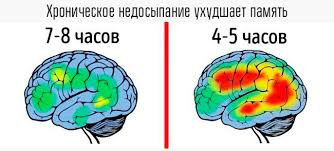 Хроническое недосыпание ухудшает память
7-8 часов
4-5 часов